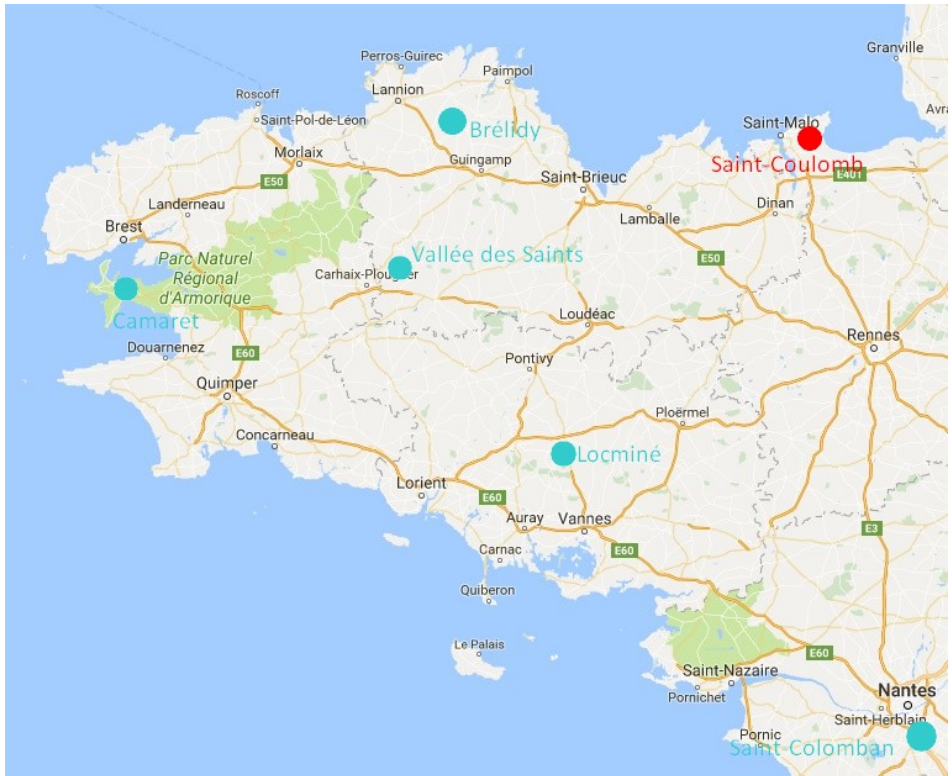 Granville
Perros-Guirec
Paimpol
Lannion
Roscoff
Saint-Pol-de-Léon
Brélidy
Saint-Malo
Morlaix
Guingamp
Saint-Coulomb
E401
E50
Saint-Brieuc
Landerneau
Lamballe
Dinan
Brest
Parc Naturel
Régional
d'Armorique
Vallée des Saints
E50
Carhaix-Plouguer
Camaret
Loudéac
Rennes
Douarnenez
E60
Pontivy
Quimper
Ploërmel
Concarneau
Locminé
Lorient
E60
Auray
Vannes
E3
Carnac
E60
Quiberon
Le Palais
E60
Saint-Nazaire
Pornichet
Nantes
Saint-Herblain
Pornic
Saint-Colomban